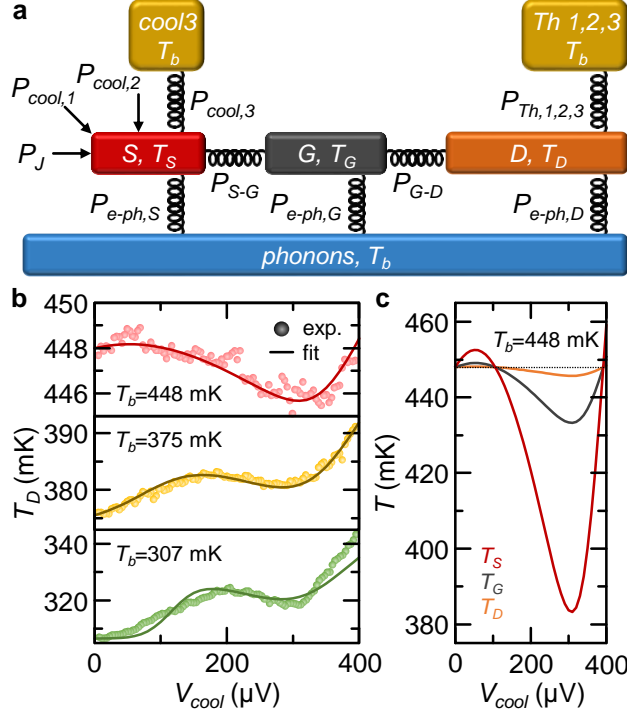 a
cool3
T_b
Th 1,2,3
T_b
P_cool,1
P_cool,2
P_cool,3
P_Th,1,2,3
P_J
S, T_S
G, T_G
D, T_D
P_S-G
P_G-D
P_e-ph,S
P_e-ph,G
P_e-ph,D
phonons, T_b
b
450
448
446
exp.
fit
T_b=448 mK
390
380
T_b=375 mK
340
320
T_b=307 mK
T_D (mK)
0
200
400
V_cool (µV)
c
460
440
420
400
380
T_b=448 mK
T (mK)
T_S
T_G
T_D
0
200
400
V_cool (µV)